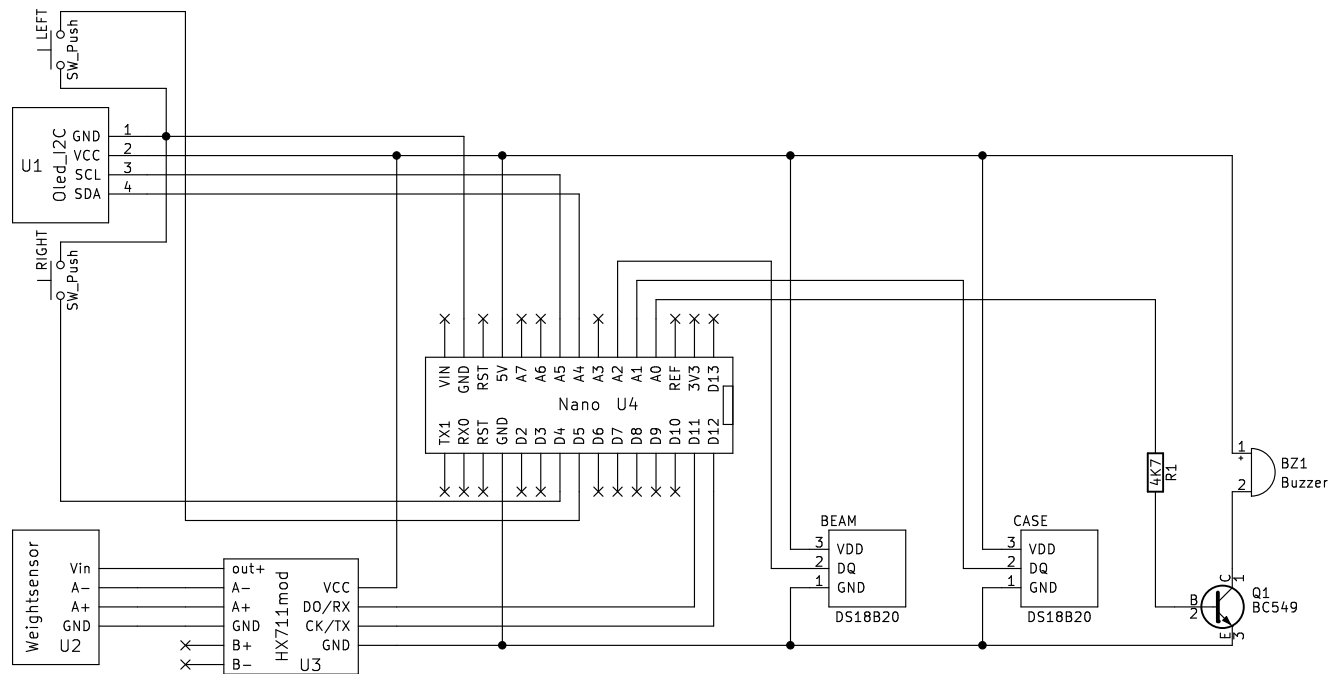 LEFT
SW_Push
U1
Oled_I2C
GND 1
VCC 2
SCL 3
SDA 4
RIGHT
SW_Push
VIN GND RST 5V A7 A6 A5 A4 A3 A2 A1 A0 REF 3V3 D13
Nano U4
TX1 RX0 RST GND D2 D3 D4 D5 D6 D7 D8 D9 D10 D11 D12
4K7
R1
1
+
2
BZ1
Buzzer
BEAM
3 VDD
2 DQ
1 GND
DS18B20
CASE
3 VDD
2 DQ
1 GND
DS18B20
B
2
C
1
E
3
Q1
BC549
Weightsensor
U2
Vin
A-
A+
GND
HX711mod
U3
out+
A-
A+
GND
B+
B-
VCC
DO/RX
CK/TX
GND